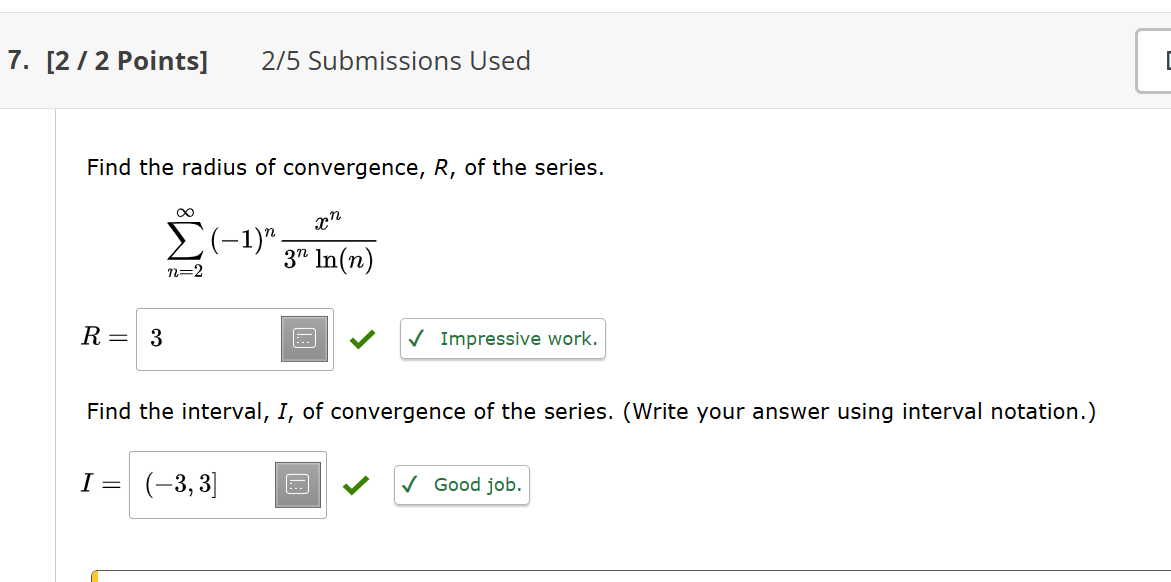 7. [2 / 2 Points] 2/5 Submissions Used
Find the radius of convergence, R, of the series.
∞
∑ (−1)ⁿ xⁿ / 3ⁿ ln(n)
n=2
R = 3 ✓ Impressive work.
Find the interval, I, of convergence of the series. (Write your answer using interval notation.)
I = (−3, 3] ✓ Good job.